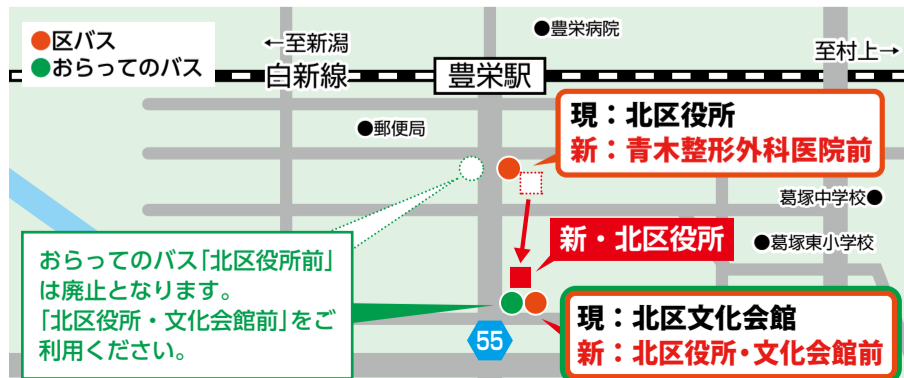 ●区バス
●おらってのバス
←至新潟
白新線
豊栄駅
●豊栄病院
至村上→
●郵便局
現：北区役所
新：青木整形外科医院前
葛塚中学校●
新・北区役所
●葛塚東小学校
おらってのバス「北区役所前」
は廃止となります。
「北区役所・文化会館前」をご
利用ください。
55
現：北区文化会館
新：北区役所・文化会館前